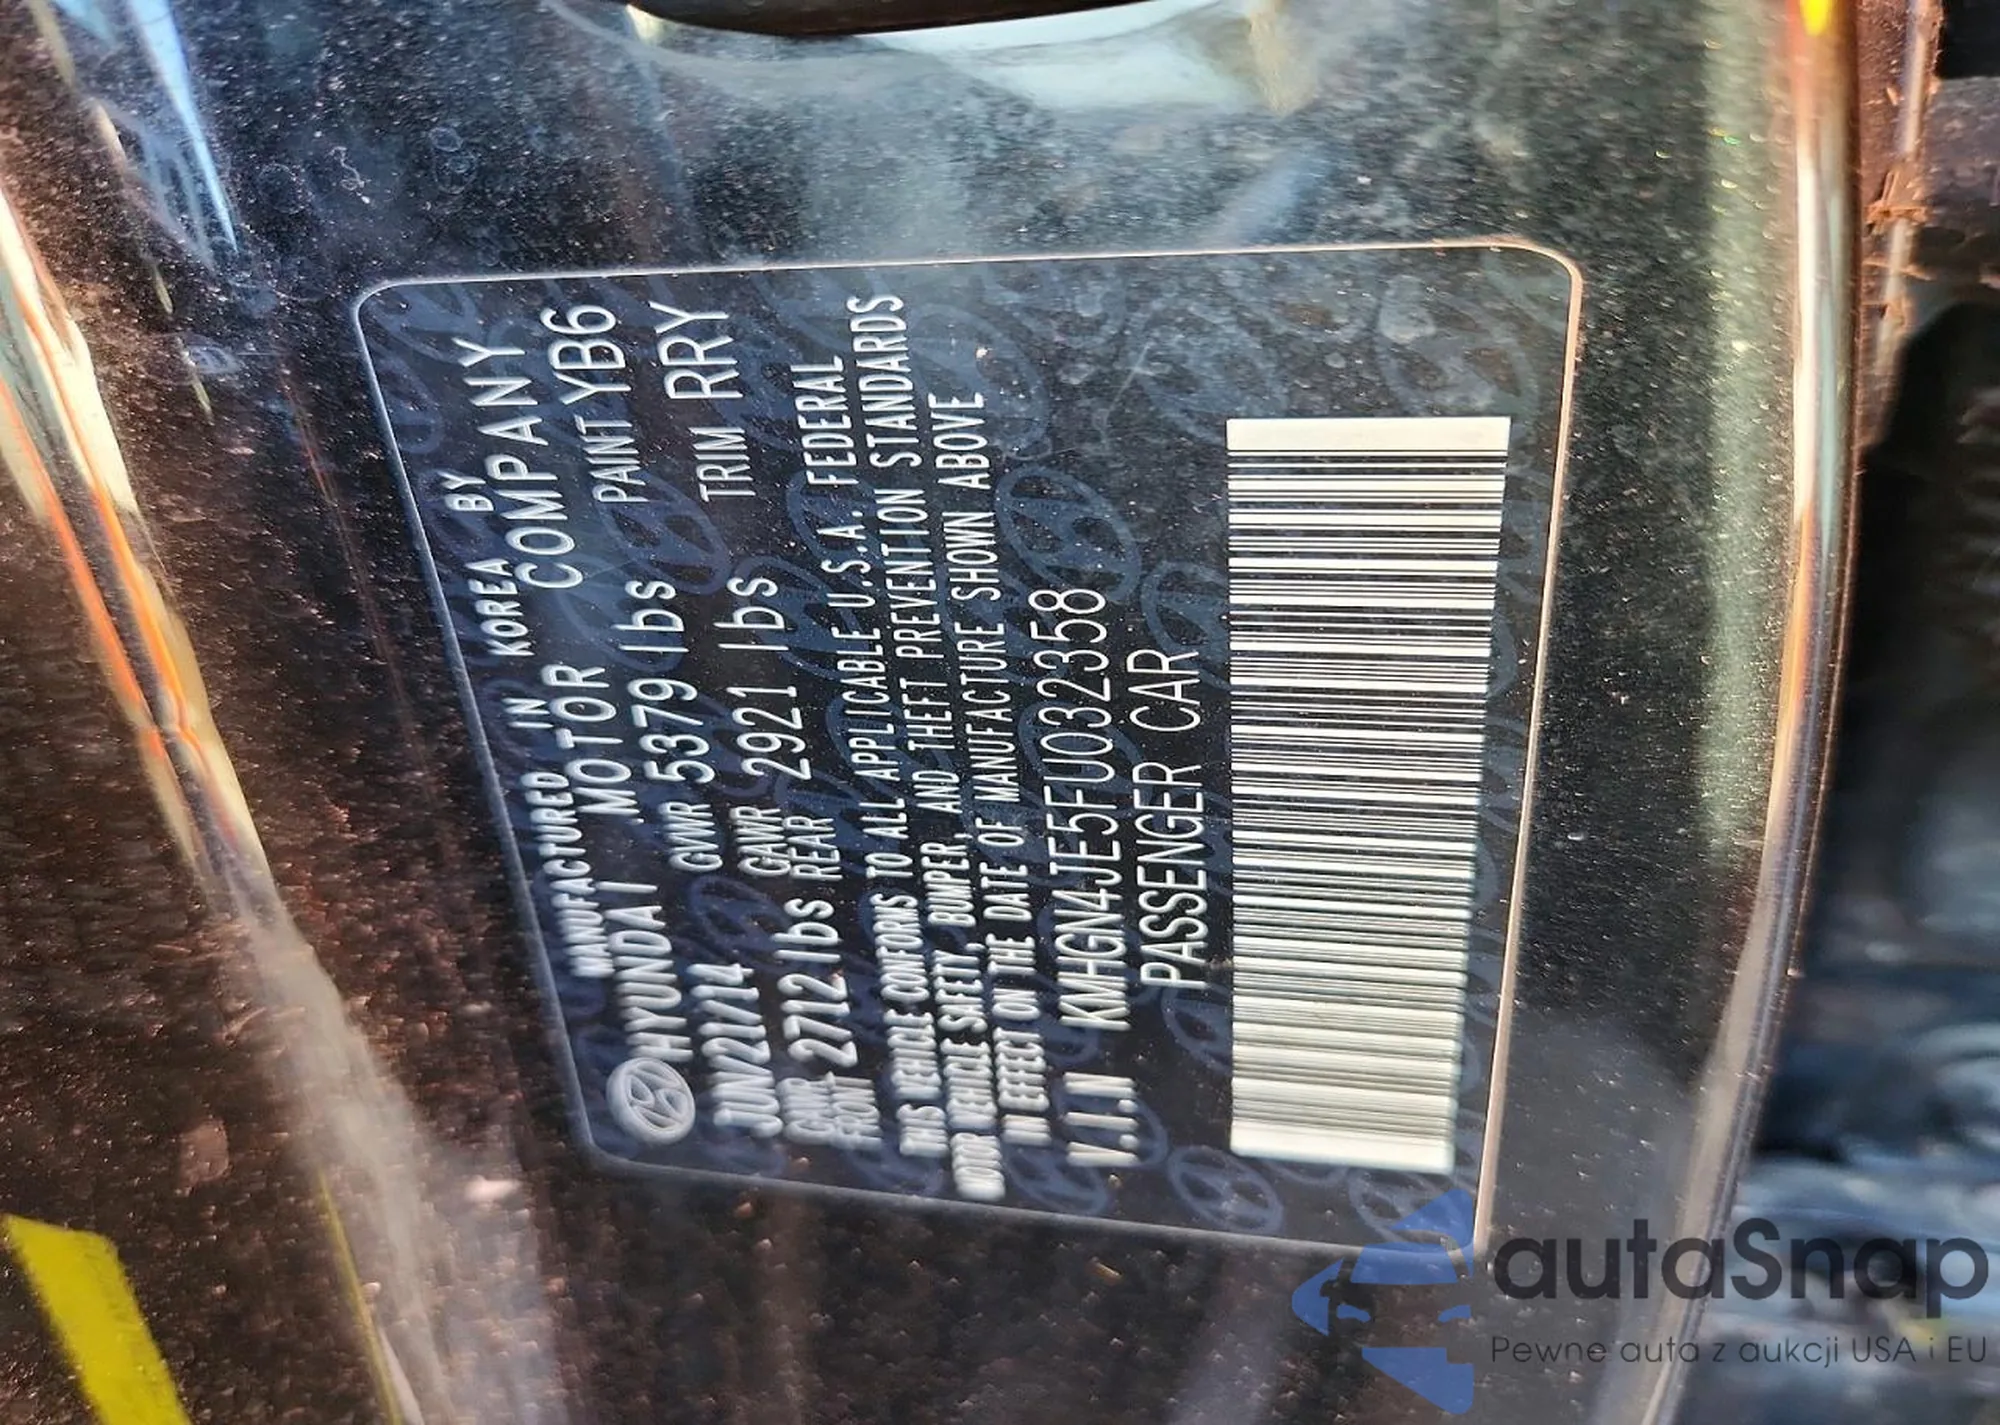 MANUFACTURED IN KOREA BY
HYUNDAI MOTOR COMPANY
JUN/21/14 GVWR 5379 lbs PAINT YB6
GAWR FRONT 2712 lbs GAWR REAR 2921 lbs TRIM RRY
THIS VEHICLE CONFORMS TO ALL APPLICABLE U.S.A. FEDERAL
MOTOR VEHICLE SAFETY, BUMPER, AND THEFT PREVENTION STANDARDS
IN EFFECT ON THE DATE OF MANUFACTURE SHOWN ABOVE
V.I.N KMHGN4JE5FU032358
PASSENGER CAR
autaSnap
Pewne auta z aukcji USA i EU